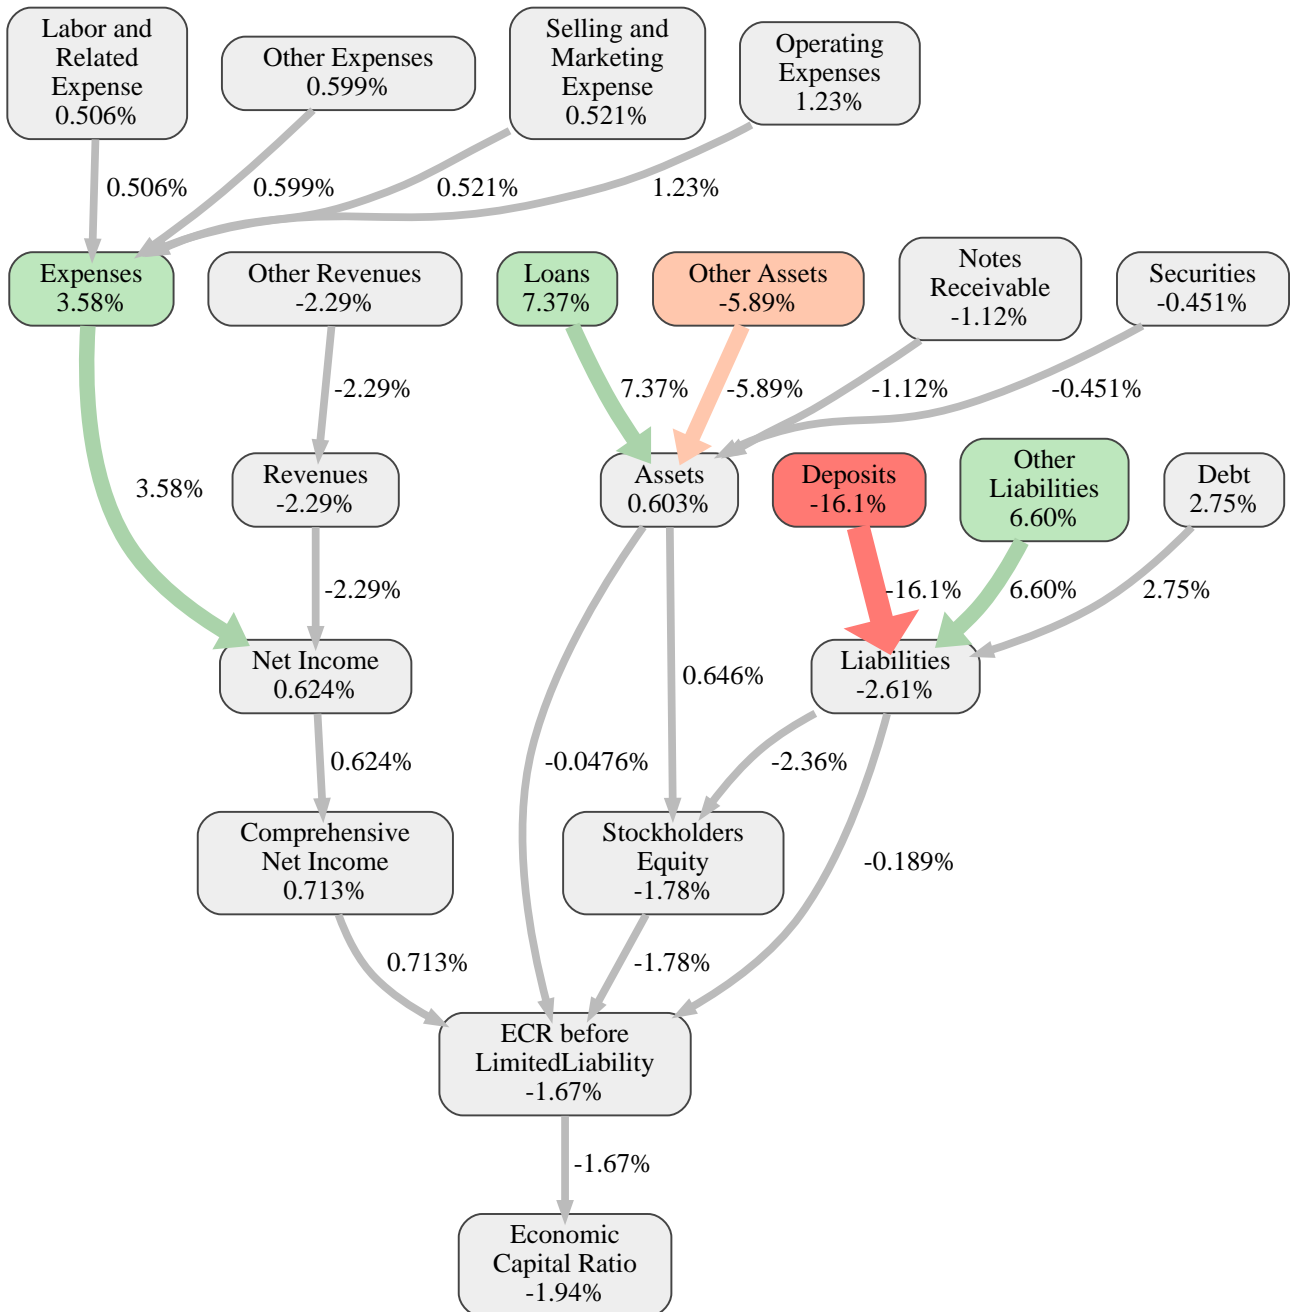 Labor and
Related
Expense
0.506%
Other Expenses
0.599%
Selling and
Marketing
Expense
0.521%
Operating
Expenses
1.23%
0.506%
0.599%
0.521%
1.23%
Expenses
3.58%
Other Revenues
-2.29%
Loans
7.37%
Other Assets
-5.89%
Notes
Receivable
-1.12%
Securities
-0.451%
-2.29%
7.37%
-5.89%
-1.12%
-0.451%
3.58%
Revenues
-2.29%
Assets
0.603%
Deposits
-16.1%
Other
Liabilities
6.60%
Debt
2.75%
-2.29%
-16.1%
6.60%
2.75%
Net Income
0.624%
0.646%
Liabilities
-2.61%
0.624%
-0.0476%
-2.36%
Comprehensive
Net Income
0.713%
Stockholders
Equity
-1.78%
-0.189%
0.713%
-1.78%
ECR before
LimitedLiability
-1.67%
-1.67%
Economic
Capital Ratio
-1.94%